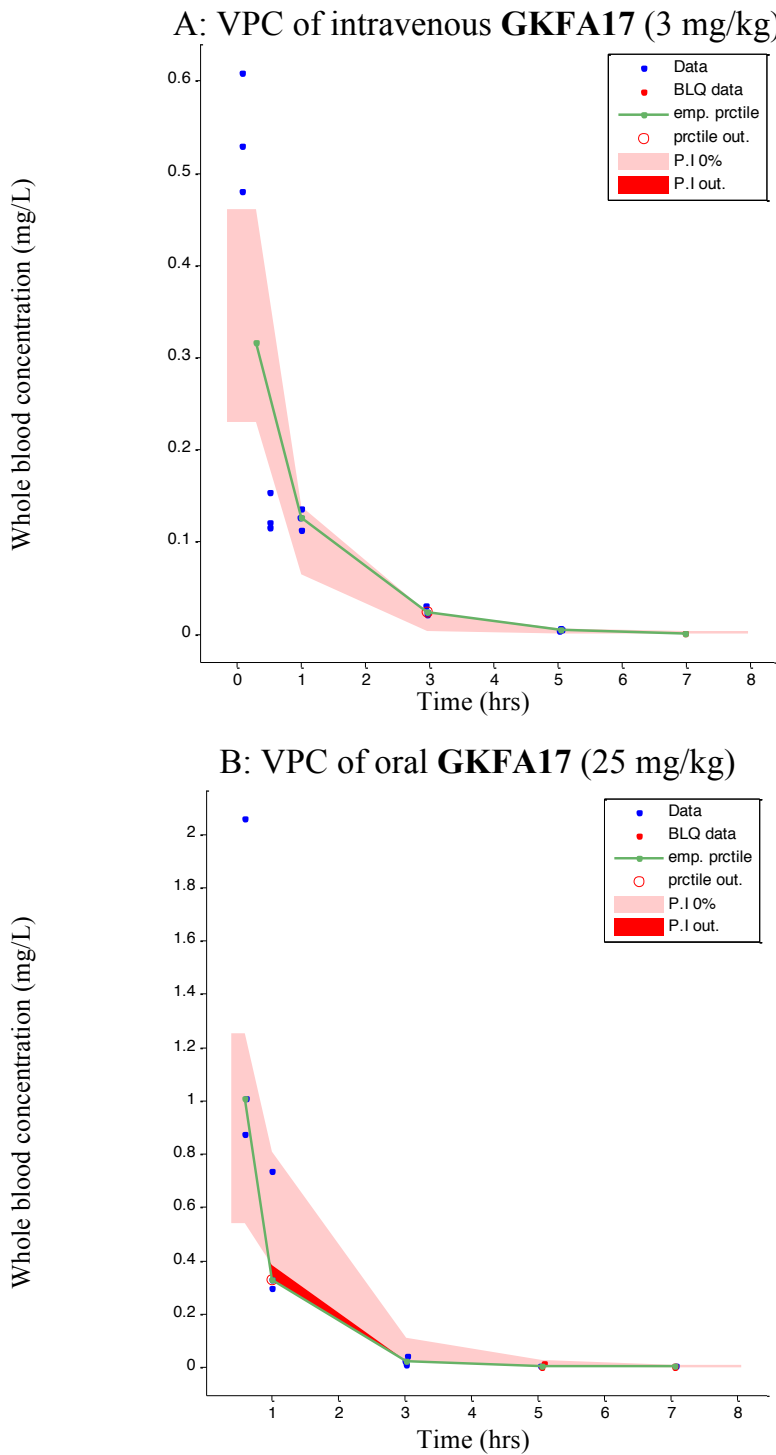 A: VPC of intravenous GKFA17 (3 mg/kg)
Whole blood concentration (mg/L)
0.6
0.5
0.4
0.3
0.2
0.1
0
Data
BLQ data
emp. prctile
prctile out.
P.I 0%
P.I out.
0 1 2 3 4 5 6 7 8
Time (hrs)
B: VPC of oral GKFA17 (25 mg/kg)
Whole blood concentration (mg/L)
2
1.8
1.6
1.4
1.2
1
0.8
0.6
0.4
0.2
0
Data
BLQ data
emp. prctile
prctile out.
P.I 0%
P.I out.
1 2 3 4 5 6 7 8
Time (hrs)